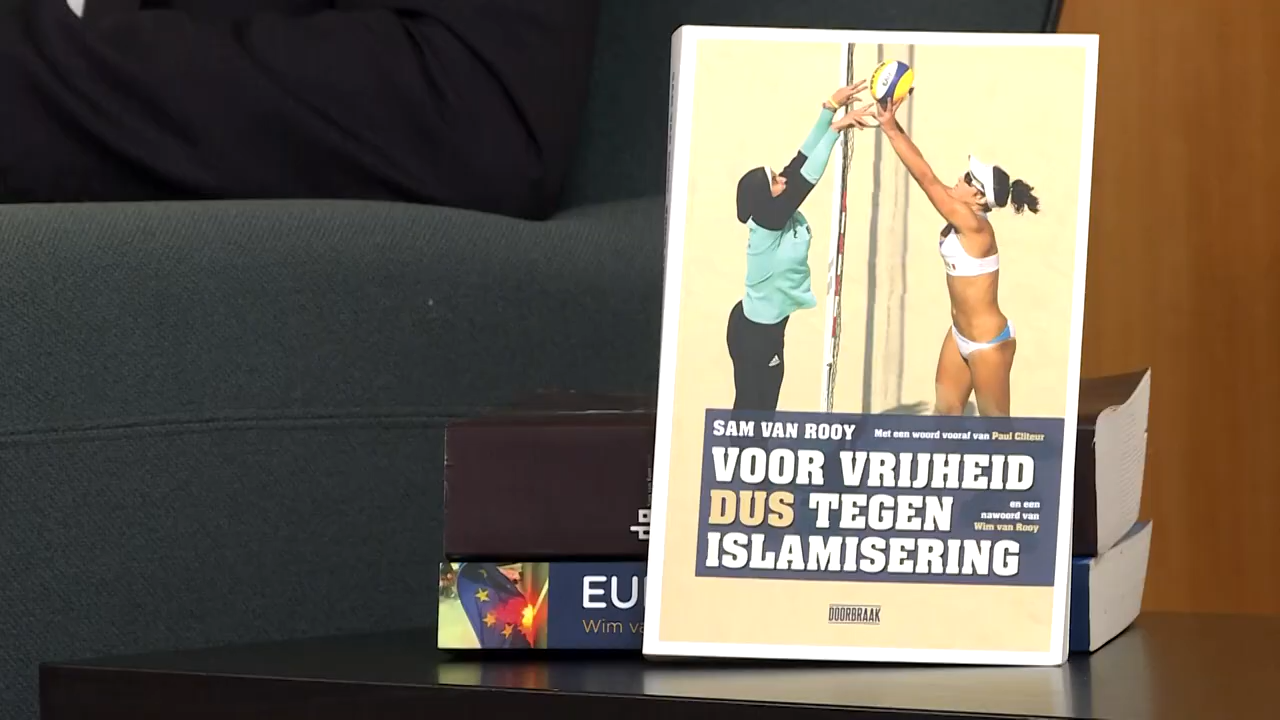 SAM VAN ROOY
Met een woord vooraf van Paul Cliteur
VOOR VRIJHEID
DUS TEGEN
ISLAMISERING
en een
nawoord van
Wim van Rooy
DOORBRAAK
EU
Wim va